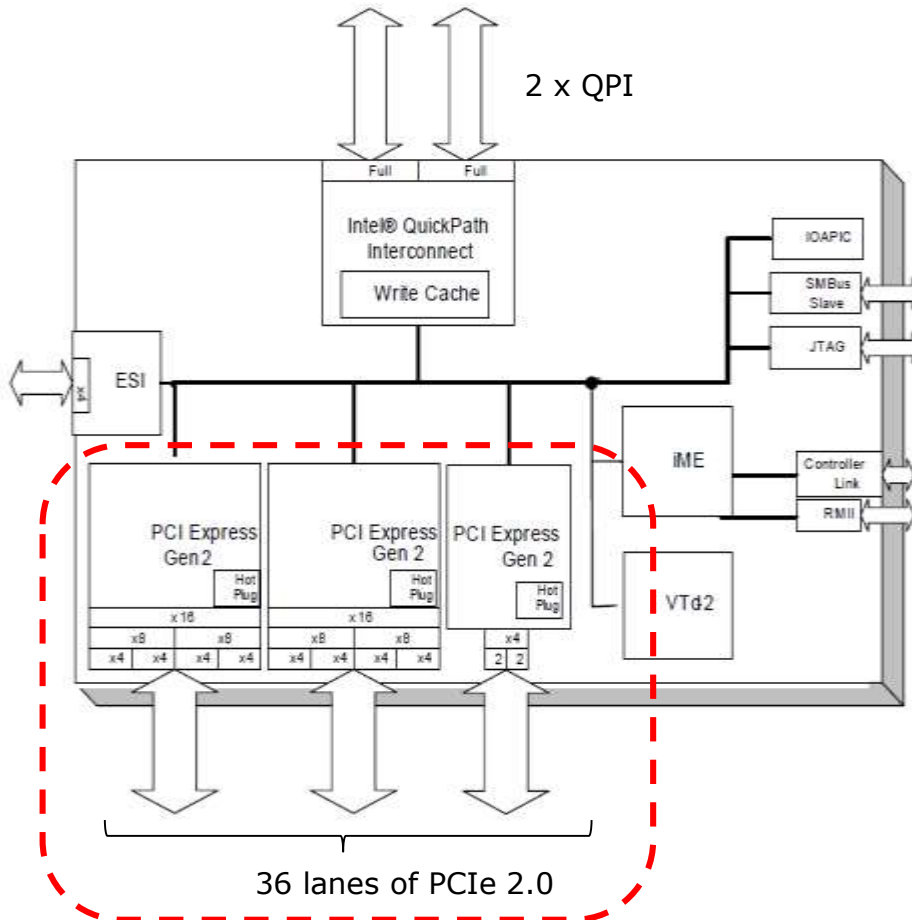 2 x QPI
Full Full
Intel® QuickPath
Interconnect
Write Cache
IOAPIC
SMBus
Slave
JTAG
ESI
x4
iME
Controller
Link
RMII
VTd2
PCI Express
Gen 2
Hot
Plug
x16
x8 x8
x4 x4 x4 x4
PCI Express
Gen 2
Hot
Plug
x16
x8 x8
x4 x4 x4 x4
PCI Express
Gen 2
Hot
Plug
x4
2 2
36 lanes of PCIe 2.0